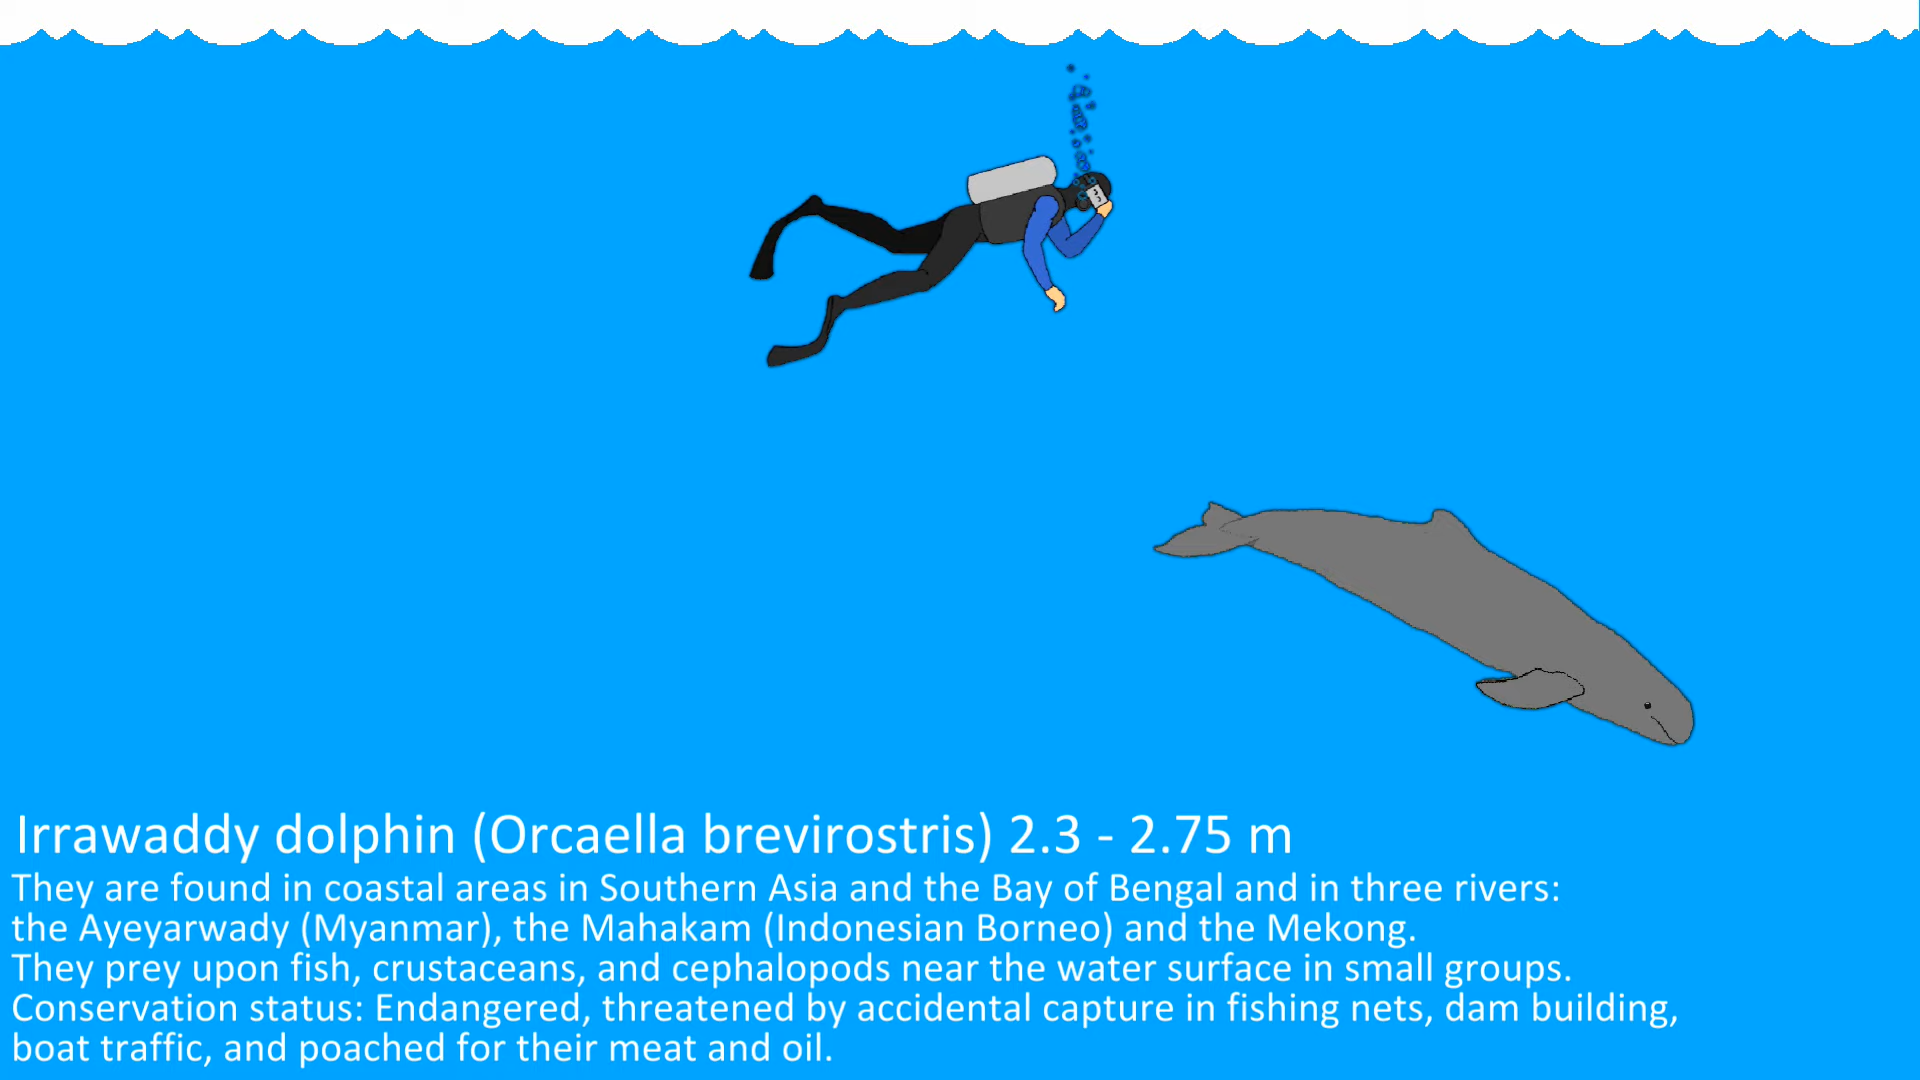 Irrawaddy dolphin (Orcaella brevirostris) 2.3 - 2.75 m
They are found in coastal areas in Southern Asia and the Bay of Bengal and in three rivers:
the Ayeyarwady (Myanmar), the Mahakam (Indonesian Borneo) and the Mekong.
They prey upon fish, crustaceans, and cephalopods near the water surface in small groups.
Conservation status: Endangered, threatened by accidental capture in fishing nets, dam building,
boat traffic, and poached for their meat and oil.